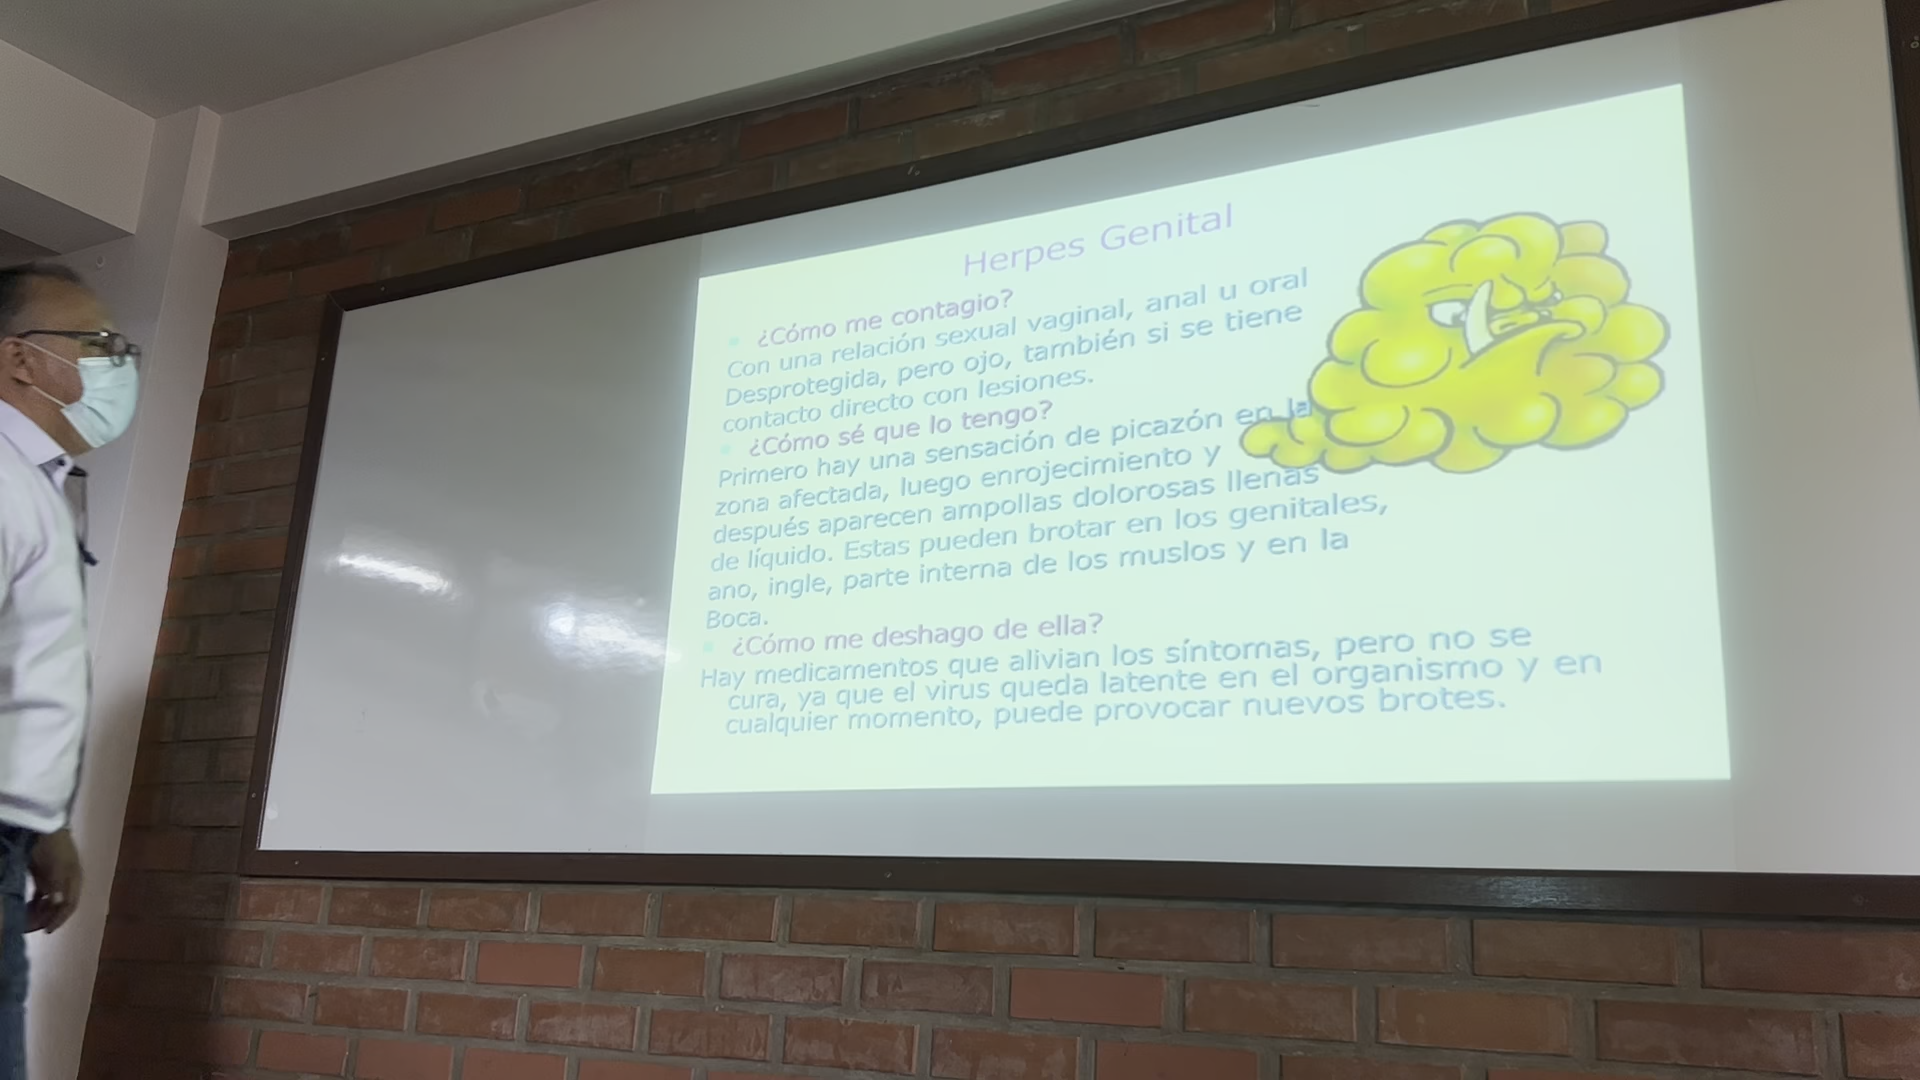 Herpes Genital
¿Cómo me contagio?
Con una relación sexual vaginal, anal u oral
Desprotegida, pero ojo, también si se tiene
contacto directo con lesiones.
¿Cómo sé que lo tengo?
Primero hay una sensación de picazón en la
zona afectada, luego enrojecimiento y
después aparecen ampollas dolorosas llenas
de líquido. Estas pueden brotar en los genitales,
ano, ingle, parte interna de los muslos y en la
Boca.
¿Cómo me deshago de ella?
Hay medicamentos que alivian los síntomas, pero no se
cura, ya que el virus queda latente en el organismo y en
cualquier momento, puede provocar nuevos brotes.